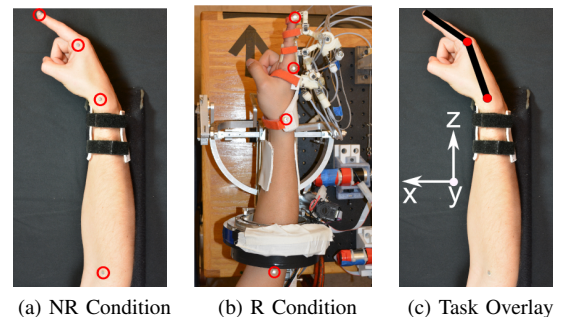 z
x
y
(a) NR Condition
(b) R Condition
(c) Task Overlay